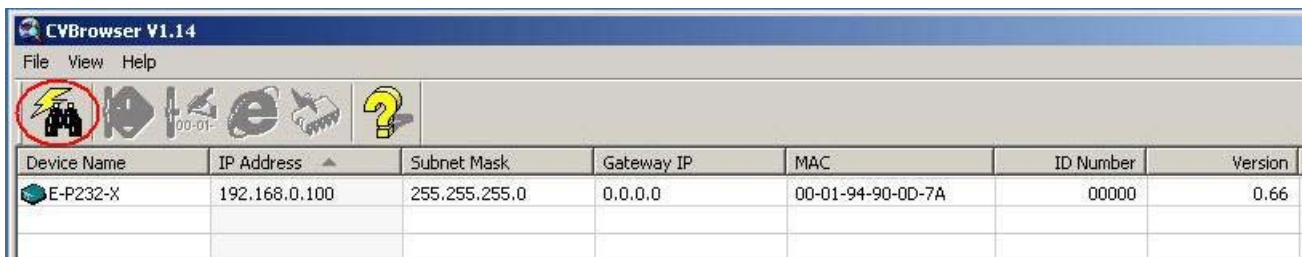 CVBrowser V1.14
File View Help
00-01-
Device Name IP Address Subnet Mask Gateway IP MAC ID Number Version
E-P232-X 192.168.0.100 255.255.255.0 0.0.0.0 00-01-94-90-0D-7A 00000 0.66